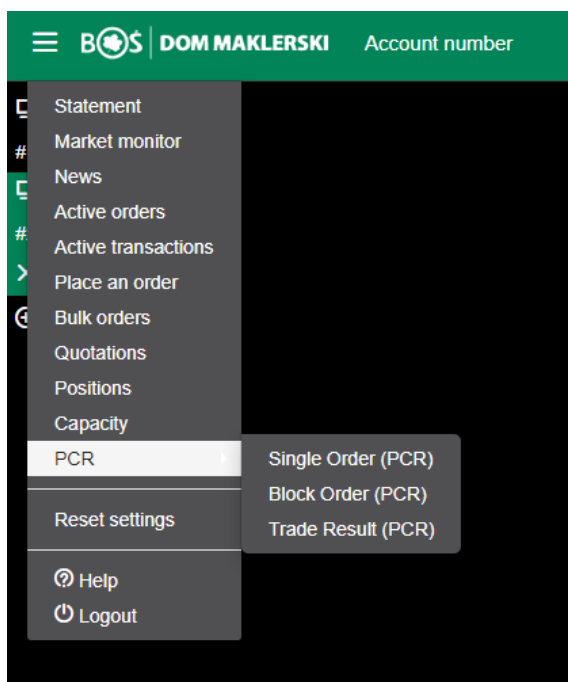 BOŚ DOM MAKLERSKI Account number
Statement
Market monitor
#
News
Active orders
#
Active transactions
Place an order
Bulk orders
Quotations
Positions
Capacity
PCR
Single Order (PCR)
Block Order (PCR)
Trade Result (PCR)
Reset settings
Help
Logout